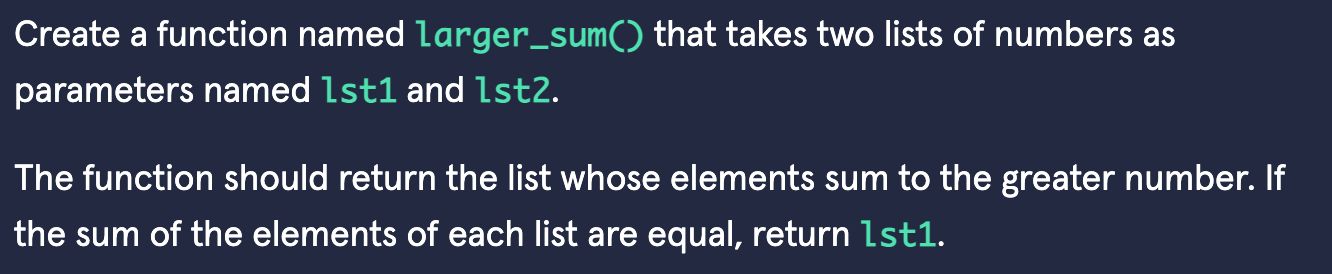 Create a function named larger_sum() that takes two lists of numbers as
parameters named lst1 and lst2.
The function should return the list whose elements sum to the greater number. If
the sum of the elements of each list are equal, return lst1.